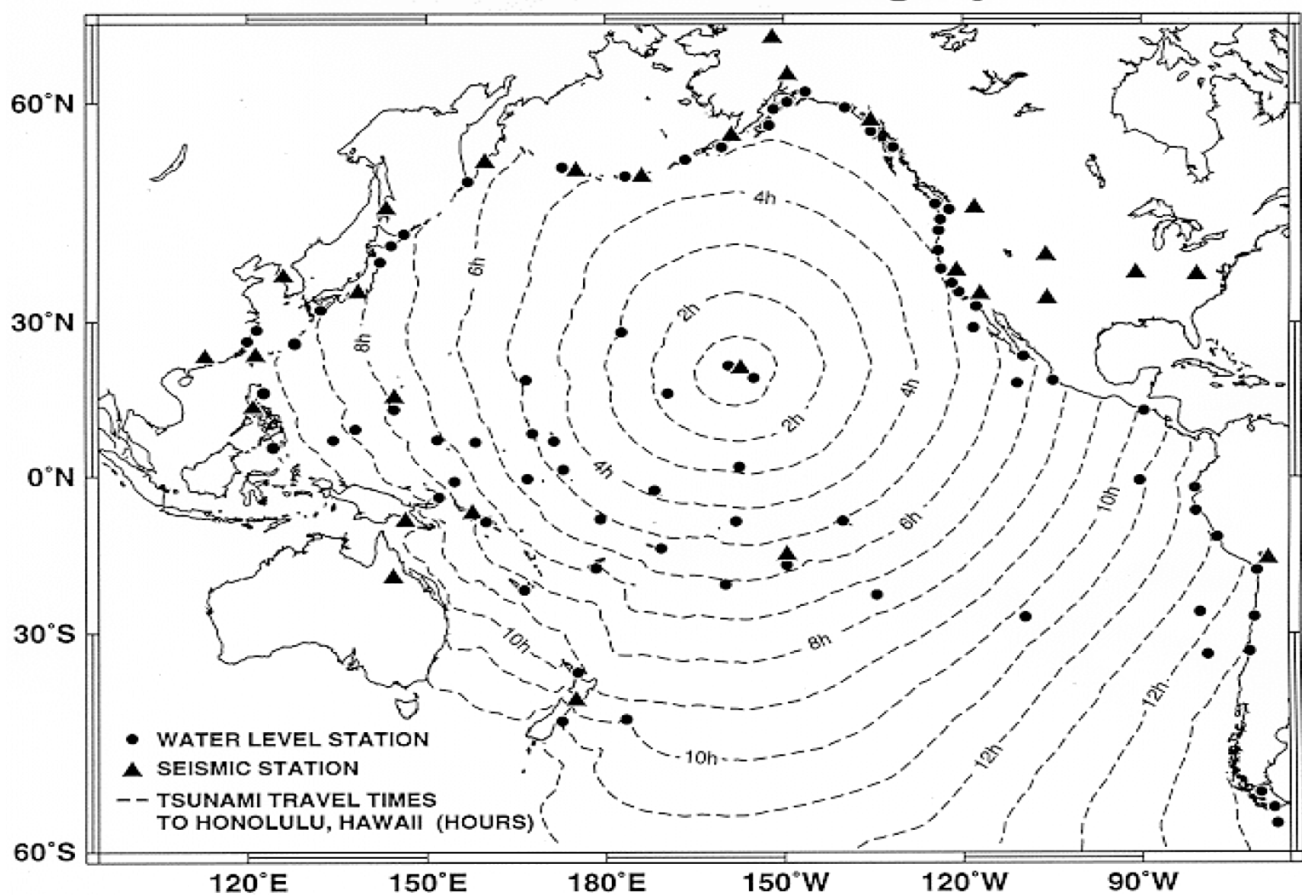 60°N
4h
6h
2h
30°N
8h
4h
2h
0°N
4h
6h
10h
30°S
10h
8h
12h
● WATER LEVEL STATION
▲ SEISMIC STATION
--- TSUNAMI TRAVEL TIMES
TO HONOLULU, HAWAII (HOURS)
10h
12h
60°S
120°E 150°E 180°E 150°W 120°W 90°W